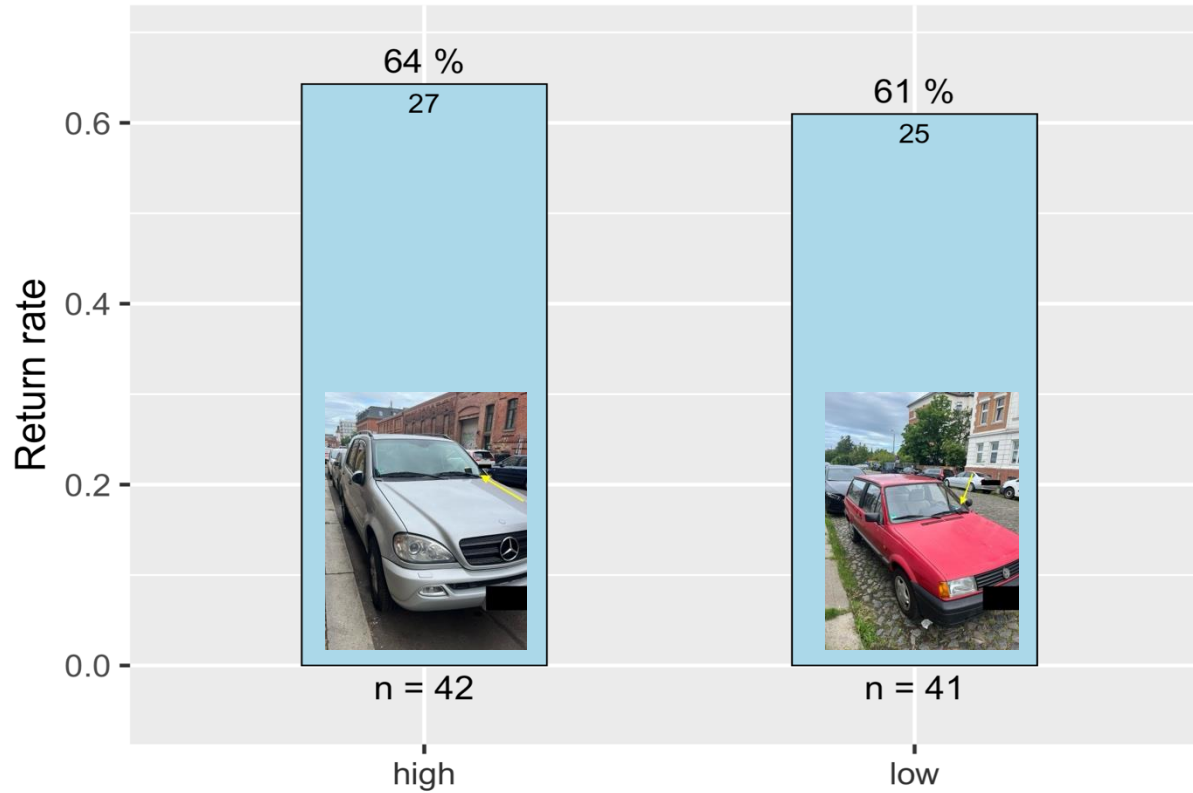 64 %
27
61 %
25
Return rate
0.6
0.4
0.2
0.0
n = 42
n = 41
high
low